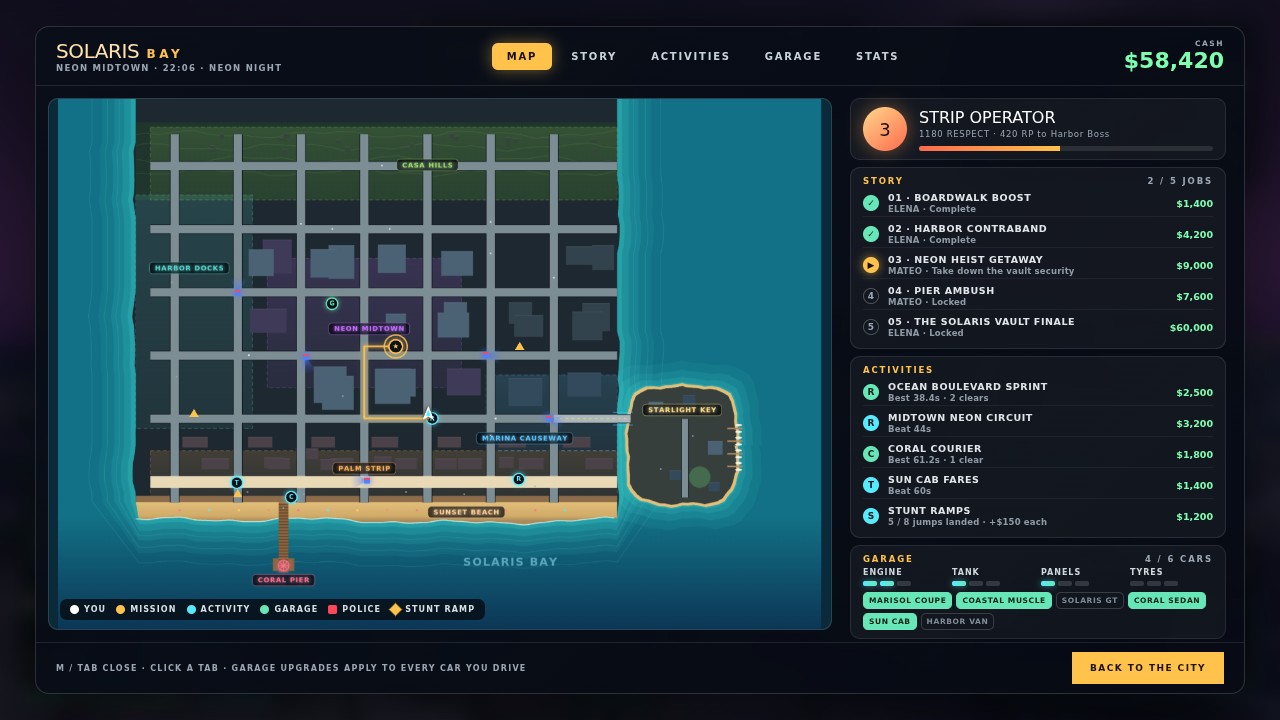 SOLARIS BAY
NEON MIDTOWN · 22:06 · NEON NIGHT
MAP
STORY
ACTIVITIES
GARAGE
STATS
CASH
$58,420
CASA HILLS
HARBOR DOCKS
G
NEON MIDTOWN
STARLIGHT KEY
MARINA CAUSEWAY
PALM STRIP
T
R
C
SUNSET BEACH
SOLARIS BAY
CORAL PIER
YOU
MISSION
ACTIVITY
GARAGE
POLICE
STUNT RAMP
3
STRIP OPERATOR
1180 RESPECT · 420 RP to Harbor Boss
STORY
2 / 5 JOBS
✓ 01 · BOARDWALK BOOST $1,400
ELENA · Complete
✓ 02 · HARBOR CONTRABAND $4,200
ELENA · Complete
▶ 03 · NEON HEIST GETAWAY $9,000
MATEO · Take down the vault security
4 04 · PIER AMBUSH $7,600
MATEO · Locked
5 05 · THE SOLARIS VAULT FINALE $60,000
ELENA · Locked
ACTIVITIES
R OCEAN BOULEVARD SPRINT $2,500
Best 38.4s · 2 clears
R MIDTOWN NEON CIRCUIT $3,200
Best 44s
C CORAL COURIER $1,800
Best 61.2s · 1 clear
T SUN CAB FARES $1,400
Beat 60s
S STUNT RAMPS $1,200
5 / 8 jumps landed · +$150 each
GARAGE
4 / 6 CARS
ENGINE TANK PANELS TYRES
MARISOL COUPE COASTAL MUSCLE SOLARIS GT CORAL SEDAN
SUN CAB HARBOR VAN
M / TAB CLOSE · CLICK A TAB · GARAGE UPGRADES APPLY TO EVERY CAR YOU DRIVE
BACK TO THE CITY